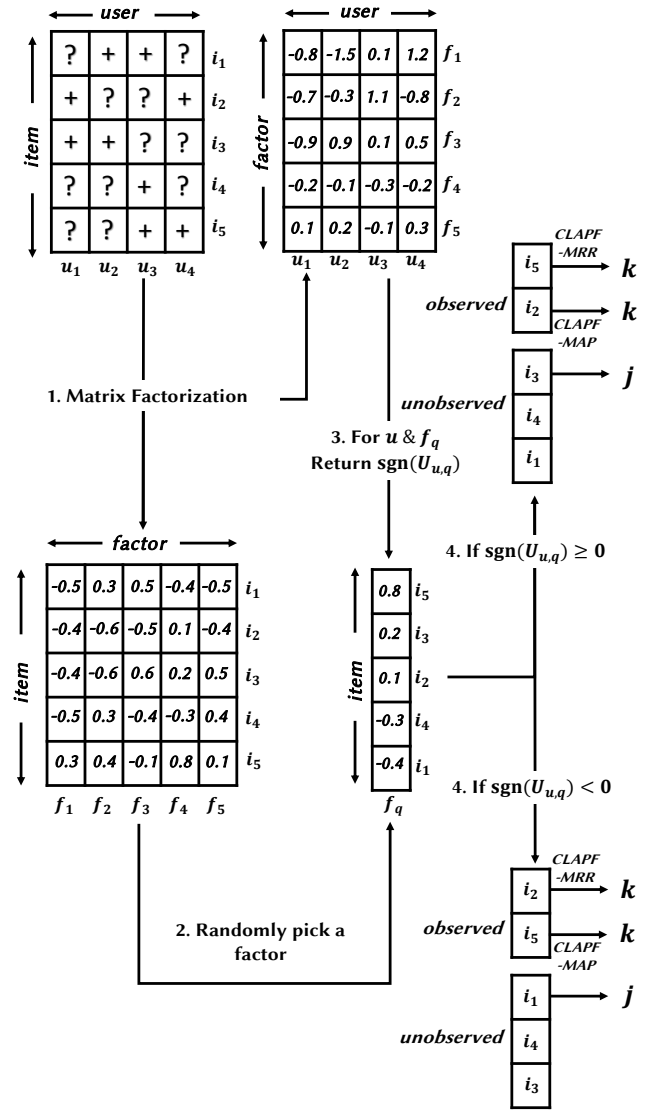 user
user
? + + ? i1
+ ? ? + i2
+ + ? ? i3
? ? + ? i4
? ? + + i5
item
u1 u2 u3 u4
-0.8 -1.5 0.1 1.2 f1
-0.7 -0.3 1.1 -0.8 f2
-0.9 0.9 0.1 0.5 f3
-0.2 -0.1 -0.3 -0.2 f4
0.1 0.2 -0.1 0.3 f5
factor
u1 u2 u3 u4
CLAPF
-MRR
i5 k
observed
i2 k
CLAPF
-MAP
i3 j
unobserved
i4
i1
1. Matrix Factorization
3. For u & fq
Return sgn(Uu,q)
4. If sgn(Uu,q) ≥ 0
factor
-0.5 0.3 0.5 -0.4 -0.5 i1
-0.4 -0.6 -0.5 0.1 -0.4 i2
-0.4 -0.6 0.6 0.2 0.5 i3
-0.5 0.3 -0.4 -0.3 0.4 i4
0.3 0.4 -0.1 0.8 0.1 i5
item
f1 f2 f3 f4 f5
item
0.8 i5
0.2 i3
0.1 i2
-0.3 i4
-0.4 i1
fq
4. If sgn(Uu,q) < 0
2. Randomly pick a
factor
CLAPF
-MRR
i2 k
observed
i5 k
CLAPF
-MAP
i1 j
unobserved
i4
i3